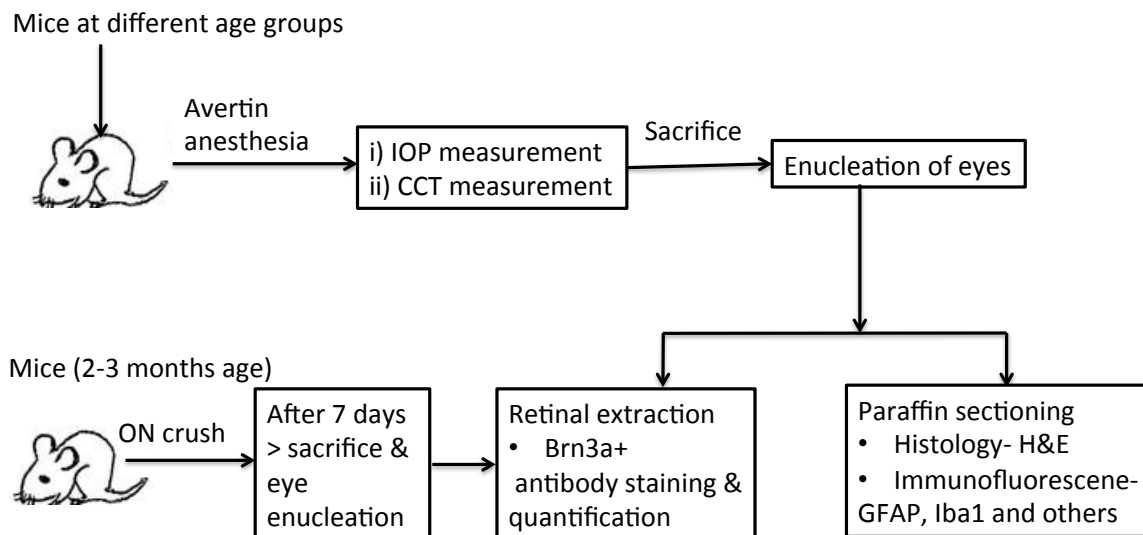 Mice at different age groups
Avertin
anesthesia
i) IOP measurement
ii) CCT measurement
Sacrifice
Enucleation of eyes
Mice (2-3 months age)
ON crush
After 7 days
> sacrifice &
eye
enucleation
Retinal extraction
• Brn3a+
antibody staining &
quantification
Paraffin sectioning
• Histology- H&E
• Immunofluorescene-
GFAP, Iba1 and others